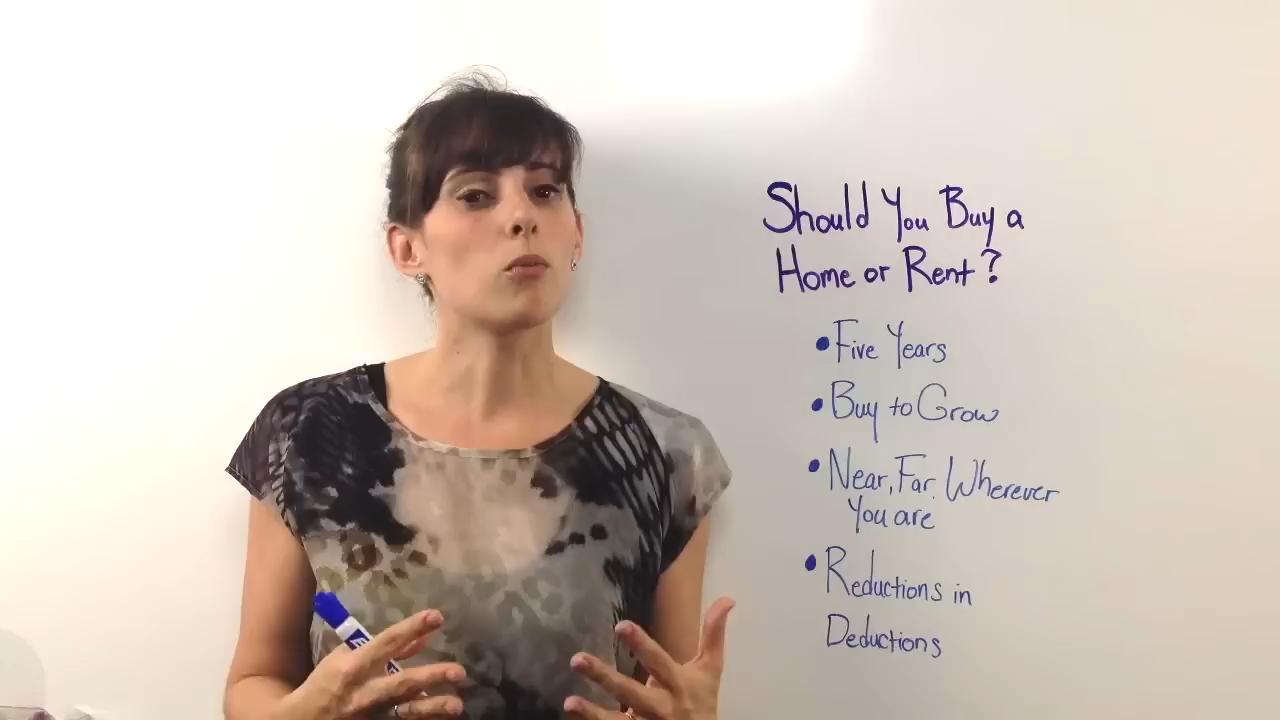 Should You Buy a
Home or Rent?
• Five Years
• Buy to Grow
• Near, Far, Wherever
You are
• Reductions in
Deductions